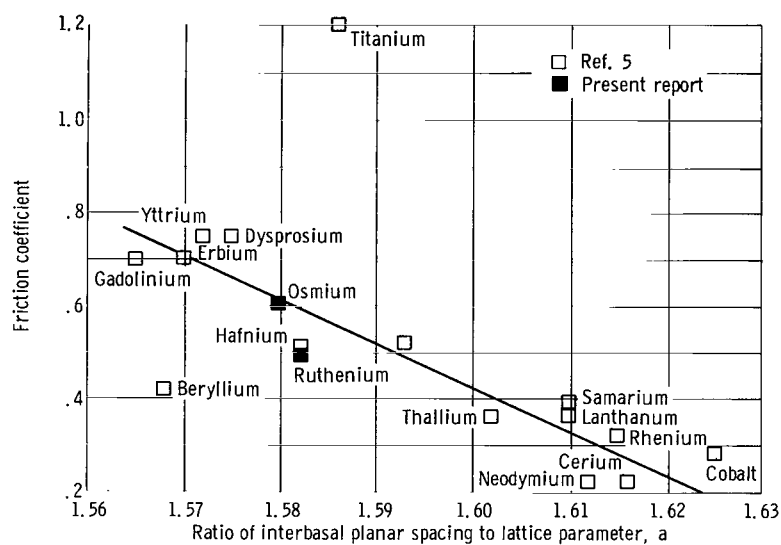 1.2
Titanium
Ref. 5
Present report
1.0
Friction coefficient
.8
Yttrium
Dysprosium
Erbium
Gadolinium
Osmium
.6
Hafnium
Ruthenium
Beryllium
.4
Samarium
Thallium
Lanthanum
Rhenium
Cerium
Cobalt
Neodymium
.2
1.56 1.57 1.58 1.59 1.60 1.61 1.62 1.63
Ratio of interbasal planar spacing to lattice parameter, a